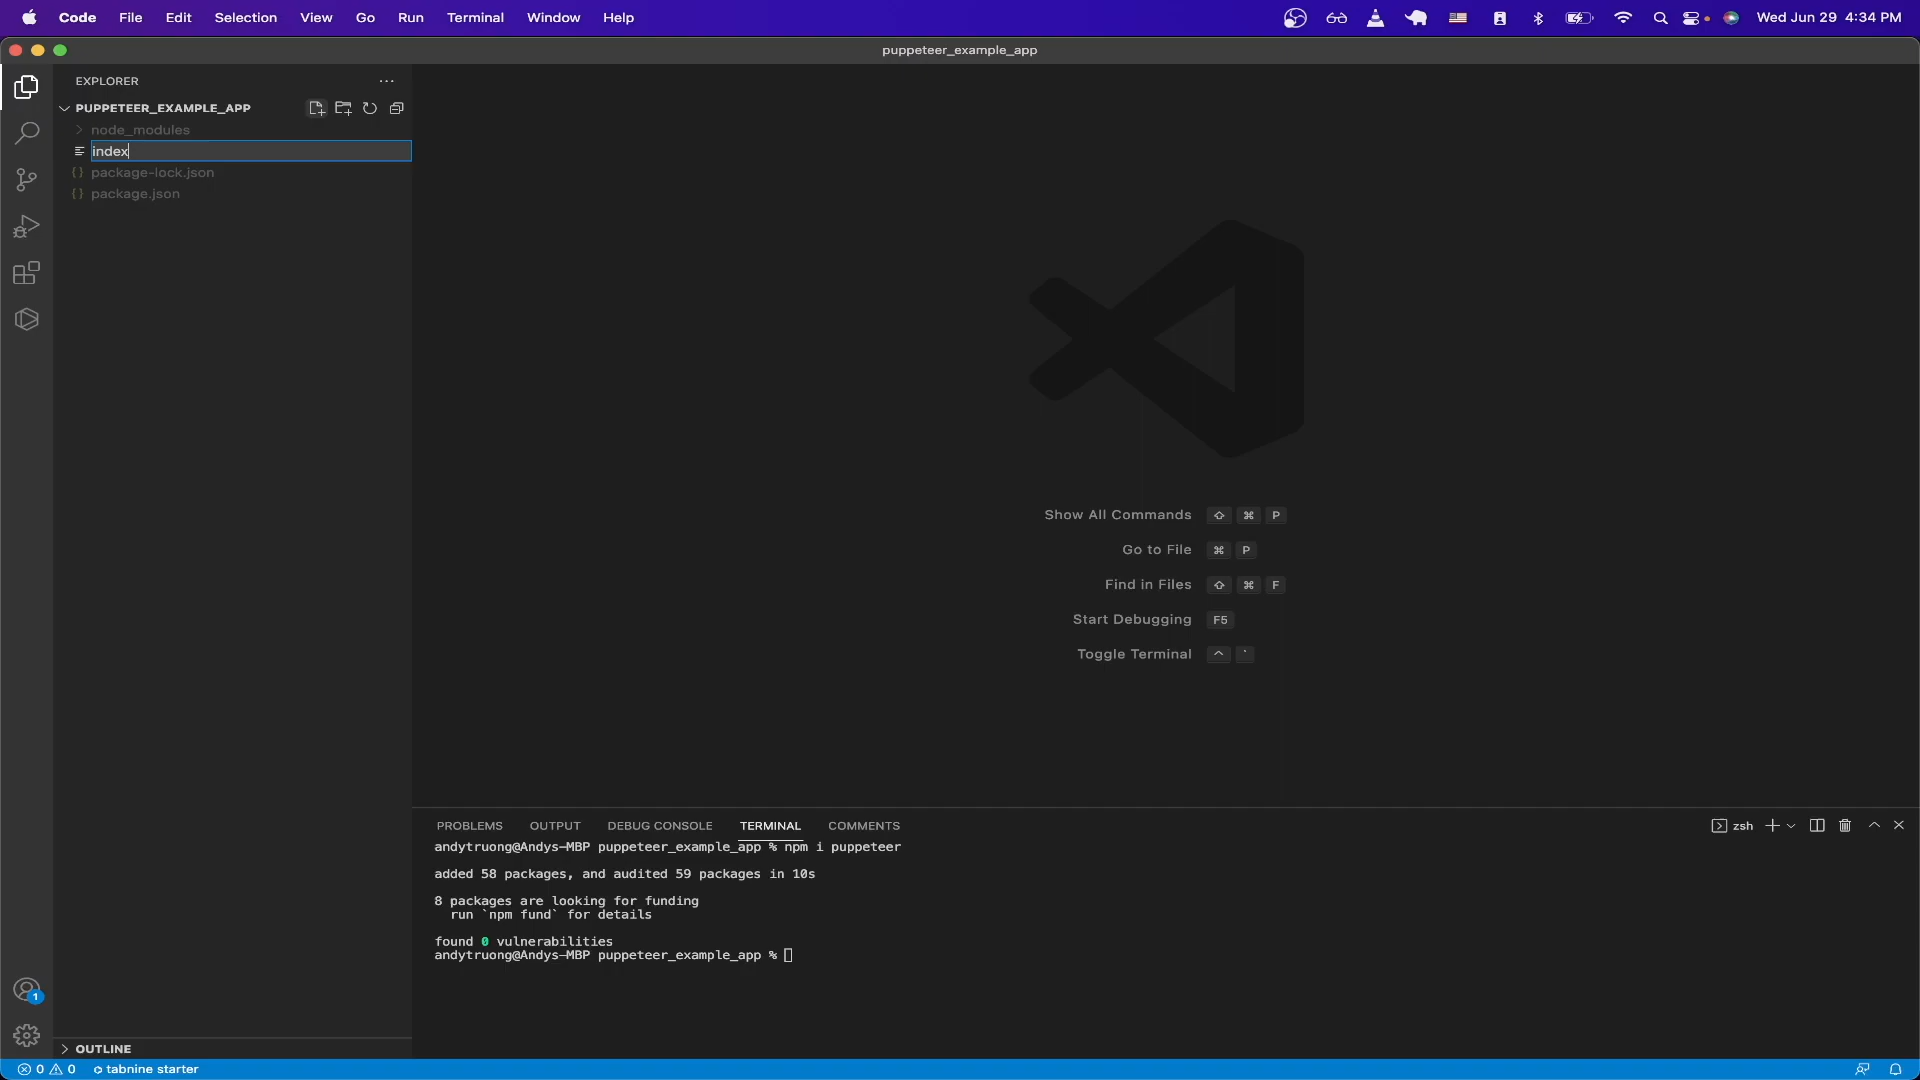 Code File Edit Selection View Go Run Terminal Window Help Wed Jun 29 4:34 PM
puppeteer_example_app
EXPLORER
PUPPETEER_EXAMPLE_APP
node_modules
index
{} package-lock.json
{} package.json
Show All Commands ⇧ ⌘ P
Go to File ⌘ P
Find in Files ⇧ ⌘ F
Start Debugging F5
Toggle Terminal ^ `
PROBLEMS OUTPUT DEBUG CONSOLE TERMINAL COMMENTS zsh
andytruong@Andys-MBP puppeteer_example_app % npm i puppeteer
added 58 packages, and audited 59 packages in 10s
8 packages are looking for funding
run `npm fund` for details
found 0 vulnerabilities
andytruong@Andys-MBP puppeteer_example_app %
1
OUTLINE
0 0 tabnine starter